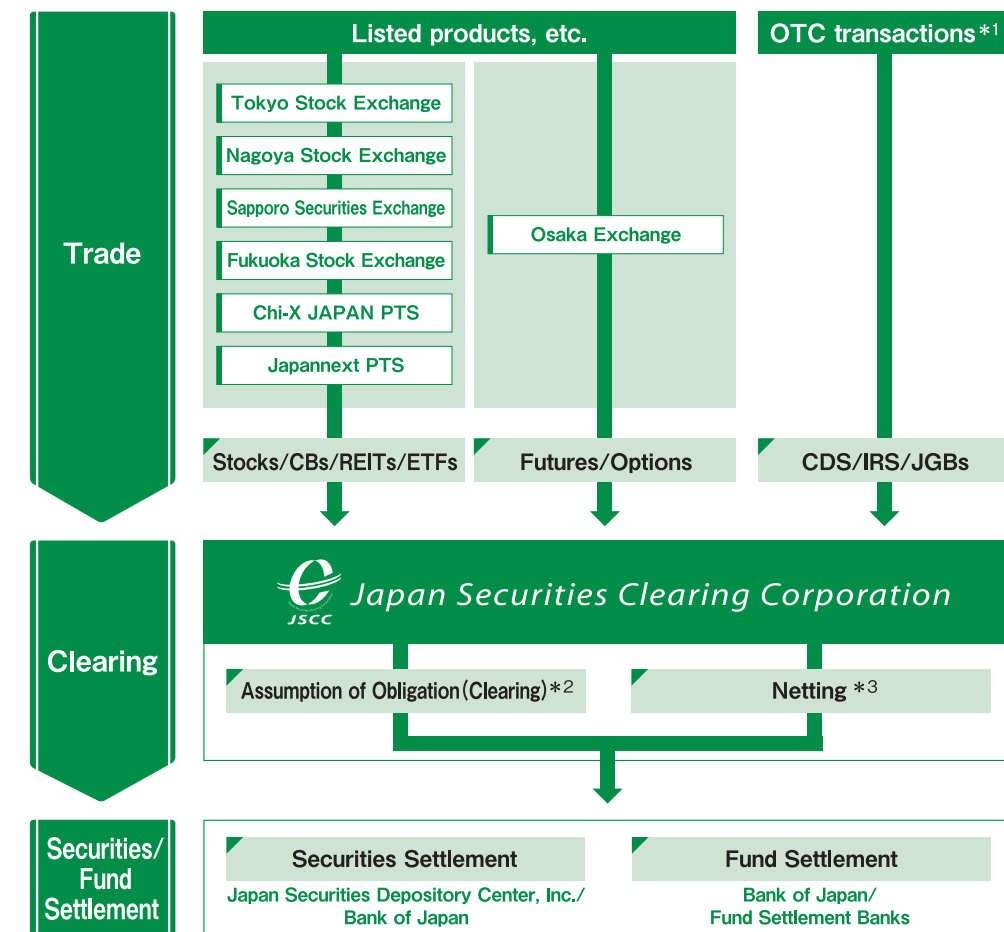 Listed products, etc.
OTC transactions*1
Trade
Tokyo Stock Exchange
Nagoya Stock Exchange
Sapporo Securities Exchange
Fukuoka Stock Exchange
Chi-X JAPAN PTS
Japannext PTS
Osaka Exchange
Stocks/CBs/REITs/ETFs
Futures/Options
CDS/IRS/JGBs
Clearing
JSCC
Japan Securities Clearing Corporation
Assumption of Obligation(Clearing)*2
Netting *3
Securities/
Fund
Settlement
Securities Settlement
Japan Securities Depository Center, Inc./
Bank of Japan
Fund Settlement
Bank of Japan/
Fund Settlement Banks